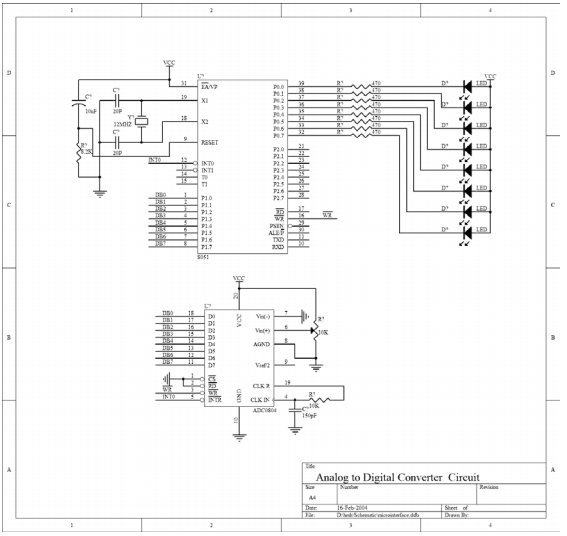 1 2 3 4
D
D
VCC
U?
31 EA/VP P0.0 39 R? 470 D? LED VCC
P0.1 38 R? 470
19 X1 P0.2 37 R? 470 D? LED
P0.3 36 R? 470
18 X2 P0.4 35 R? 470 D? LED
P0.5 34 R? 470
P0.6 33 R? 470 D? LED
9 RESET P0.7 32 R? 470
C? 10uF
C? 20P
Y? 12MHZ
C? 20P
R? 8.2K
D? LED
D? LED
D? LED
D? LED
INT0 12 INT0
13 INT1
14 T0
15 T1
P2.0 21
P2.1 22
P2.2 23
P2.3 24
P2.4 25
P2.5 26
P2.6 27
P2.7 28
DB0 1 P1.0
DB1 2 P1.1
DB2 3 P1.2
DB3 4 P1.3
DB4 5 P1.4
DB5 6 P1.5
DB6 7 P1.6
DB7 8 P1.7
RD 17
WR 16 WR
PSEN 29
ALE/P 30
TXD 11
RXD 10
8051
C
C
VCC
U?
20 VCC
DB0 18 D0
DB1 17 D1
DB2 16 D2
DB3 15 D3
DB4 14 D4
DB5 13 D5
DB6 12 D6
DB7 11 D7
Vin(-) 7
Vin(+) 6
AGND 8
Vref/2 9
R? 10K
1 CS
2 RD
WR 3 WR
INT0 5 INTR
CLK R 19
CLK IN 4
GND 10
ADC0804
R? 10K
C? 150pF
B
B
A
A
Title
Analog to Digital Converter Circuit
Size Number Revision
A4
Date: 16-Feb-2004 Sheet of
File: Drawn By:
1 2 3 4